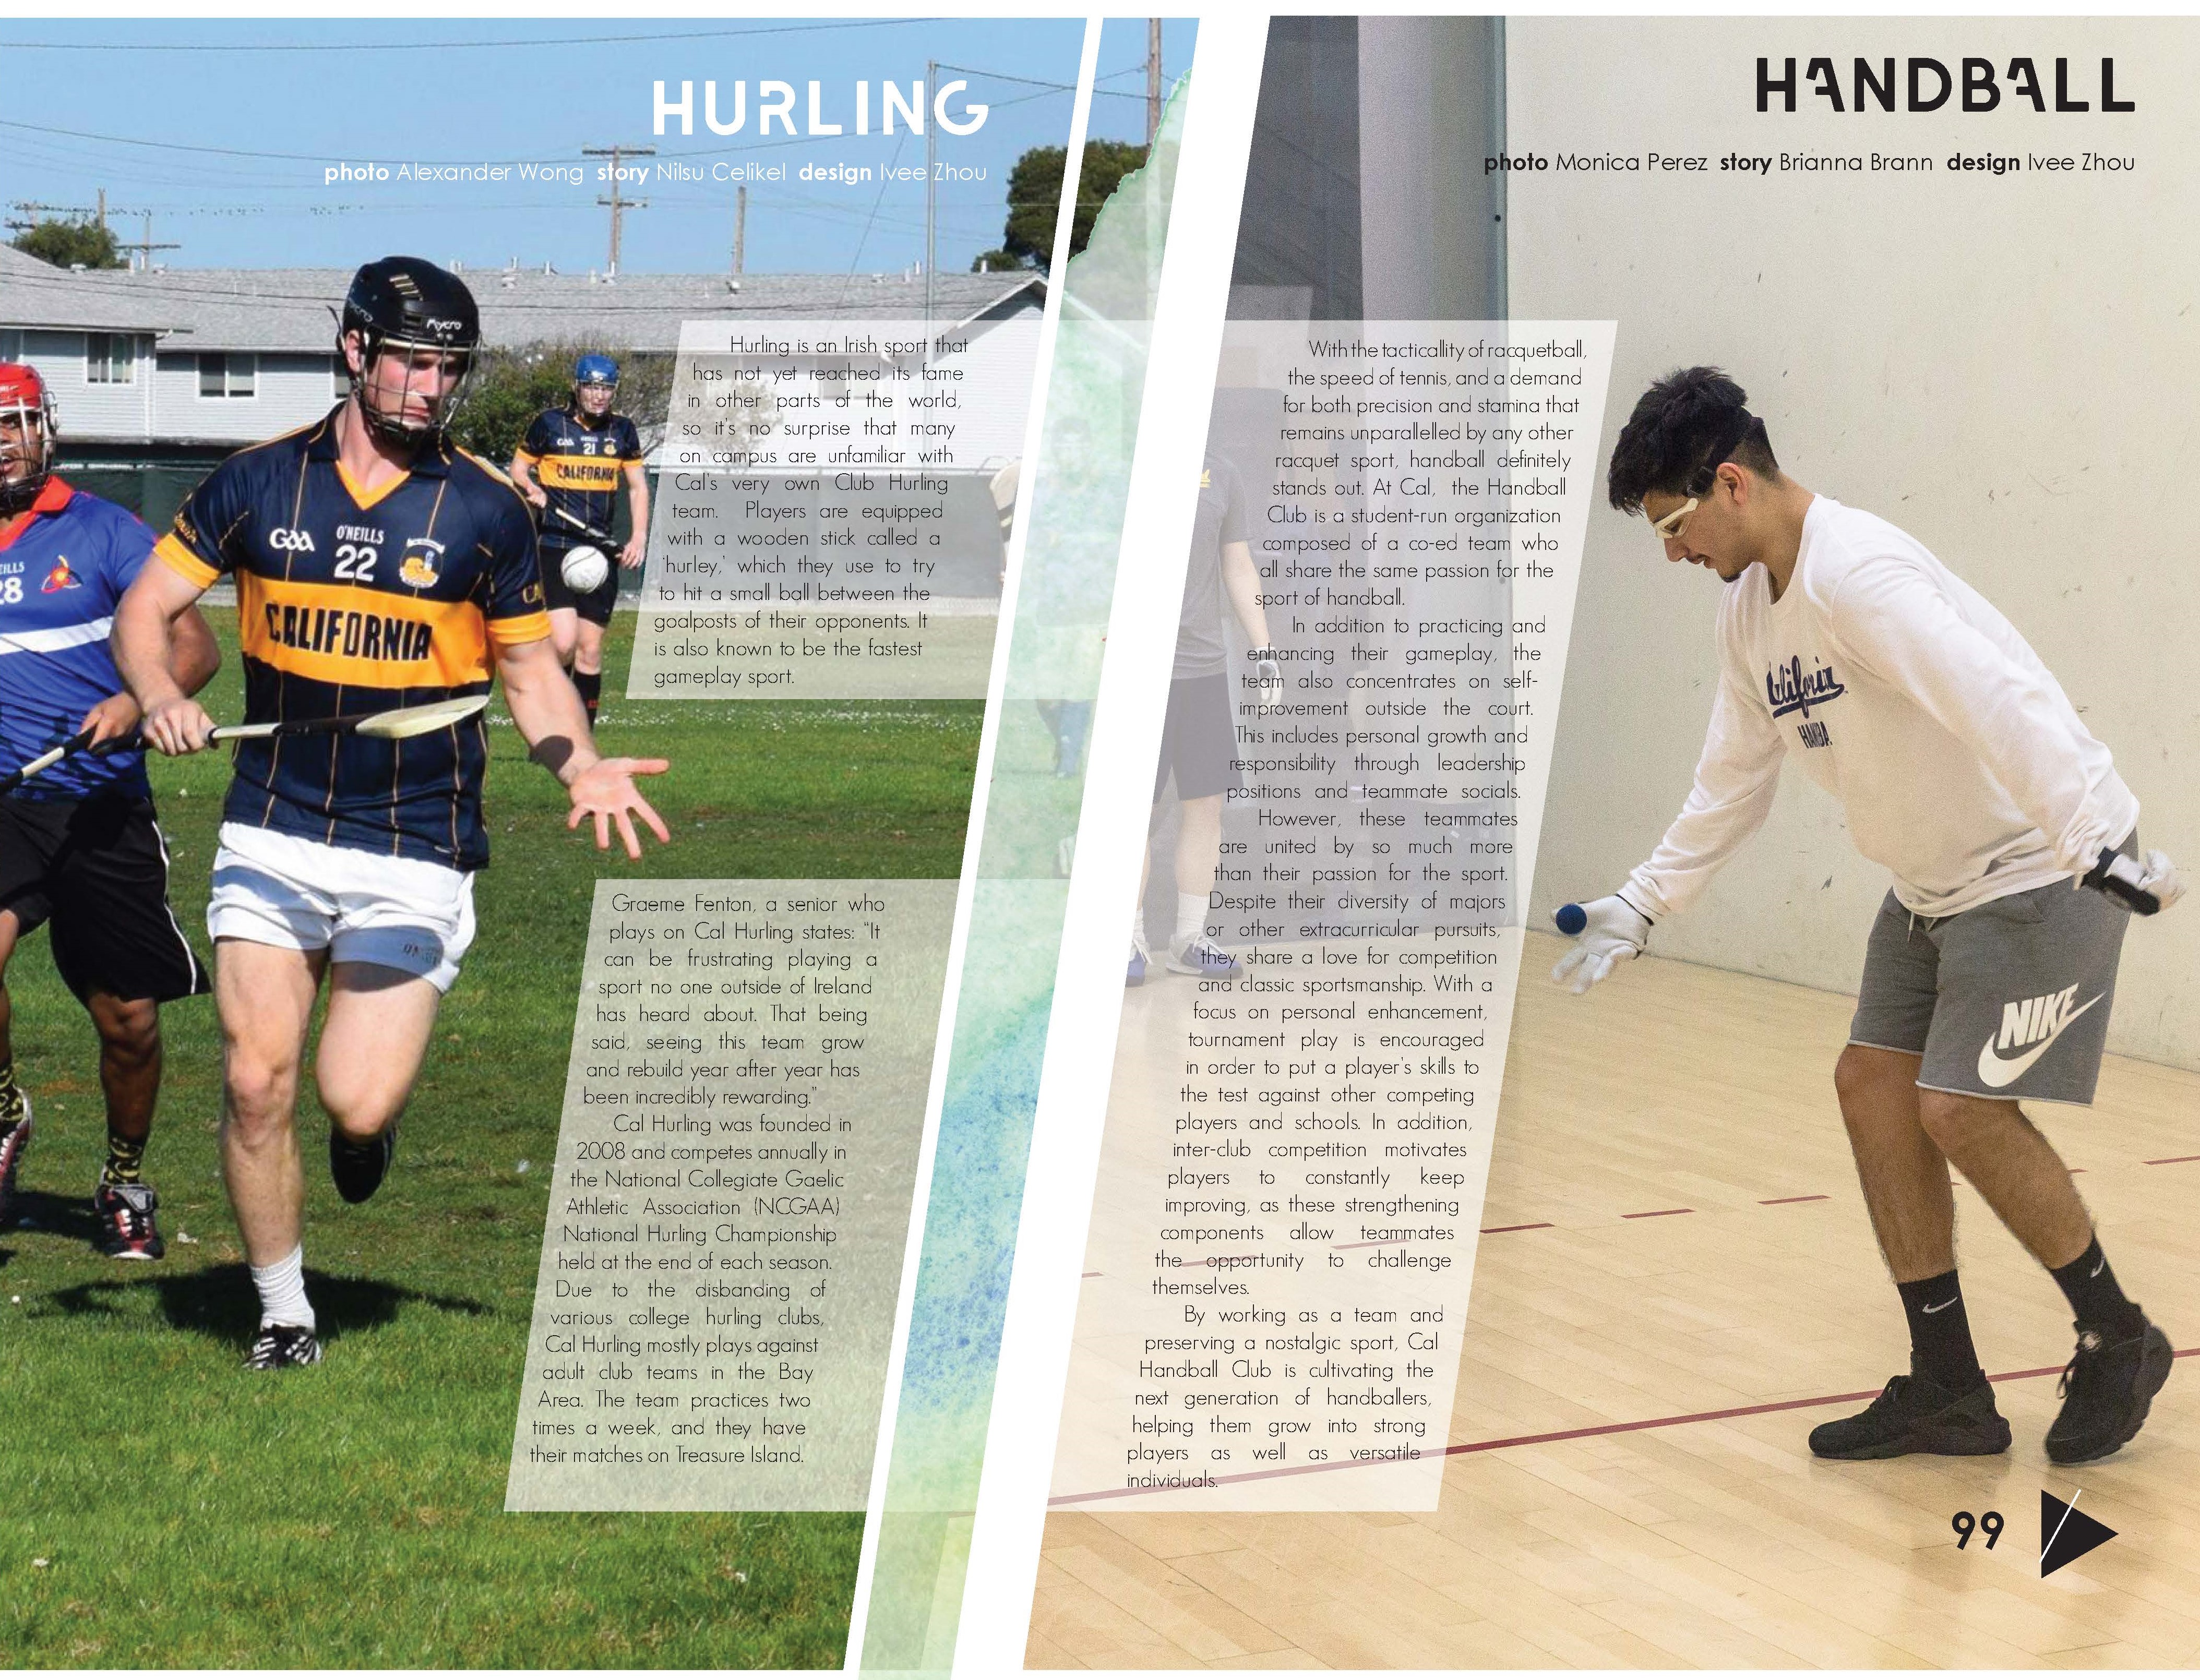 HURLING
photo Alexander Wong story Nilsu Celikel design Ivee Zhou
Hurling is an Irish sport that
has not yet reached its fame
in other parts of the world,
so it's no surprise that many
on campus are unfamiliar with
Cal's very own Club Hurling
team. Players are equipped
with a wooden stick called a
'hurley,' which they use to try
to hit a small ball between the
goalposts of their opponents. It
is also known to be the fastest
gameplay sport.
Graeme Fenton, a senior who
plays on Cal Hurling states: "It
can be frustrating playing a
sport no one outside of Ireland
has heard about. That being
said, seeing this team grow
and rebuild year after year has
been incredibly rewarding."
Cal Hurling was founded in
2008 and competes annually in
the National Collegiate Gaelic
Athletic Association (NCGAA)
National Hurling Championship
held at the end of each season.
Due to the disbanding of
various college hurling clubs,
Cal Hurling mostly plays against
adult club teams in the Bay
Area. The team practices two
times a week, and they have
their matches on Treasure Island.
Mycro
GAA
O'NEILLS
22
CALIFORNIA
GAA
21
CALIFORNIA
28
HANDBALL
photo Monica Perez story Brianna Brann design Ivee Zhou
With the tacticallity of racquetball,
the speed of tennis, and a demand
for both precision and stamina that
remains unparallelled by any other
racquet sport, handball definitely
stands out. At Cal, the Handball
Club is a student-run organization
composed of a co-ed team who
all share the same passion for the
sport of handball.
In addition to practicing and
enhancing their gameplay, the
team also concentrates on self-
improvement outside the court.
This includes personal growth and
responsibility through leadership
positions and teammate socials.
However, these teammates
are united by so much more
than their passion for the sport.
Despite their diversity of majors
or other extracurricular pursuits,
they share a love for competition
and classic sportsmanship. With a
focus on personal enhancement,
tournament play is encouraged
in order to put a player's skills to
the test against other competing
players and schools. In addition,
inter-club competition motivates
players to constantly keep
improving, as these strengthening
components allow teammates
the opportunity to challenge
themselves.
By working as a team and
preserving a nostalgic sport, Cal
Handball Club is cultivating the
next generation of handballers,
helping them grow into strong
players as well as versatile
individuals.
NIKE
99